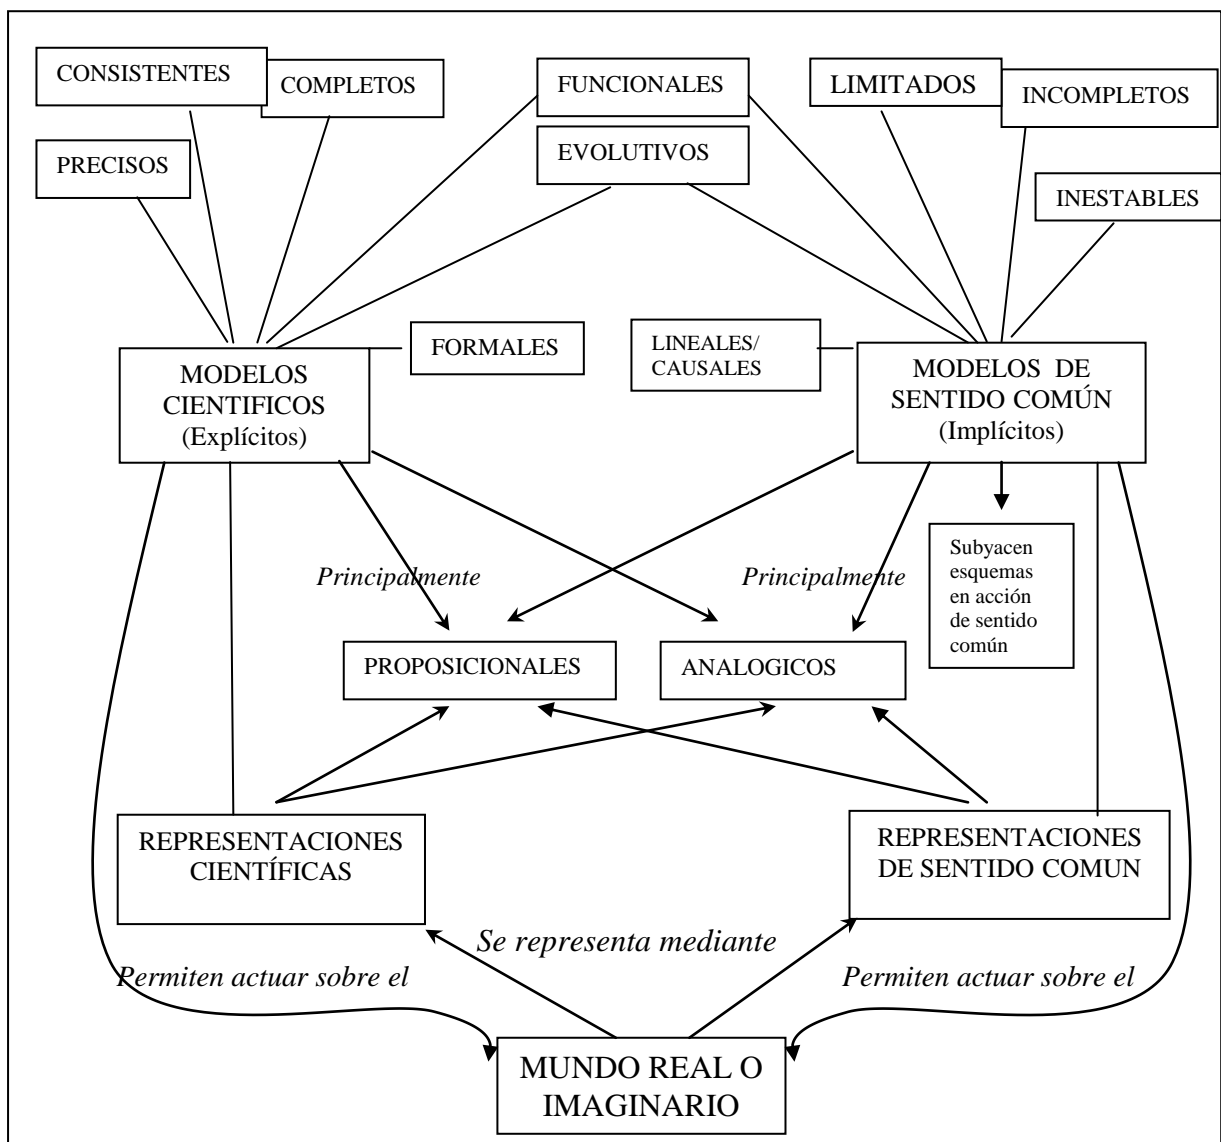 CONSISTENTES
COMPLETOS
FUNCIONALES
LIMITADOS
INCOMPLETOS
PRECISOS
EVOLUTIVOS
INESTABLES
FORMALES
LINEALES/
CAUSALES
MODELOS
CIENTIFICOS
(Explícitos)
MODELOS DE
SENTIDO COMÚN
(Implícitos)
Principalmente
Principalmente
Subyacen
esquemas
en acción
de sentido
común
PROPOSICIONALES
ANALOGICOS
REPRESENTACIONES
CIENTÍFICAS
REPRESENTACIONES
DE SENTIDO COMUN
Se representa mediante
Permiten actuar sobre el
Permiten actuar sobre el
MUNDO REAL O
IMAGINARIO